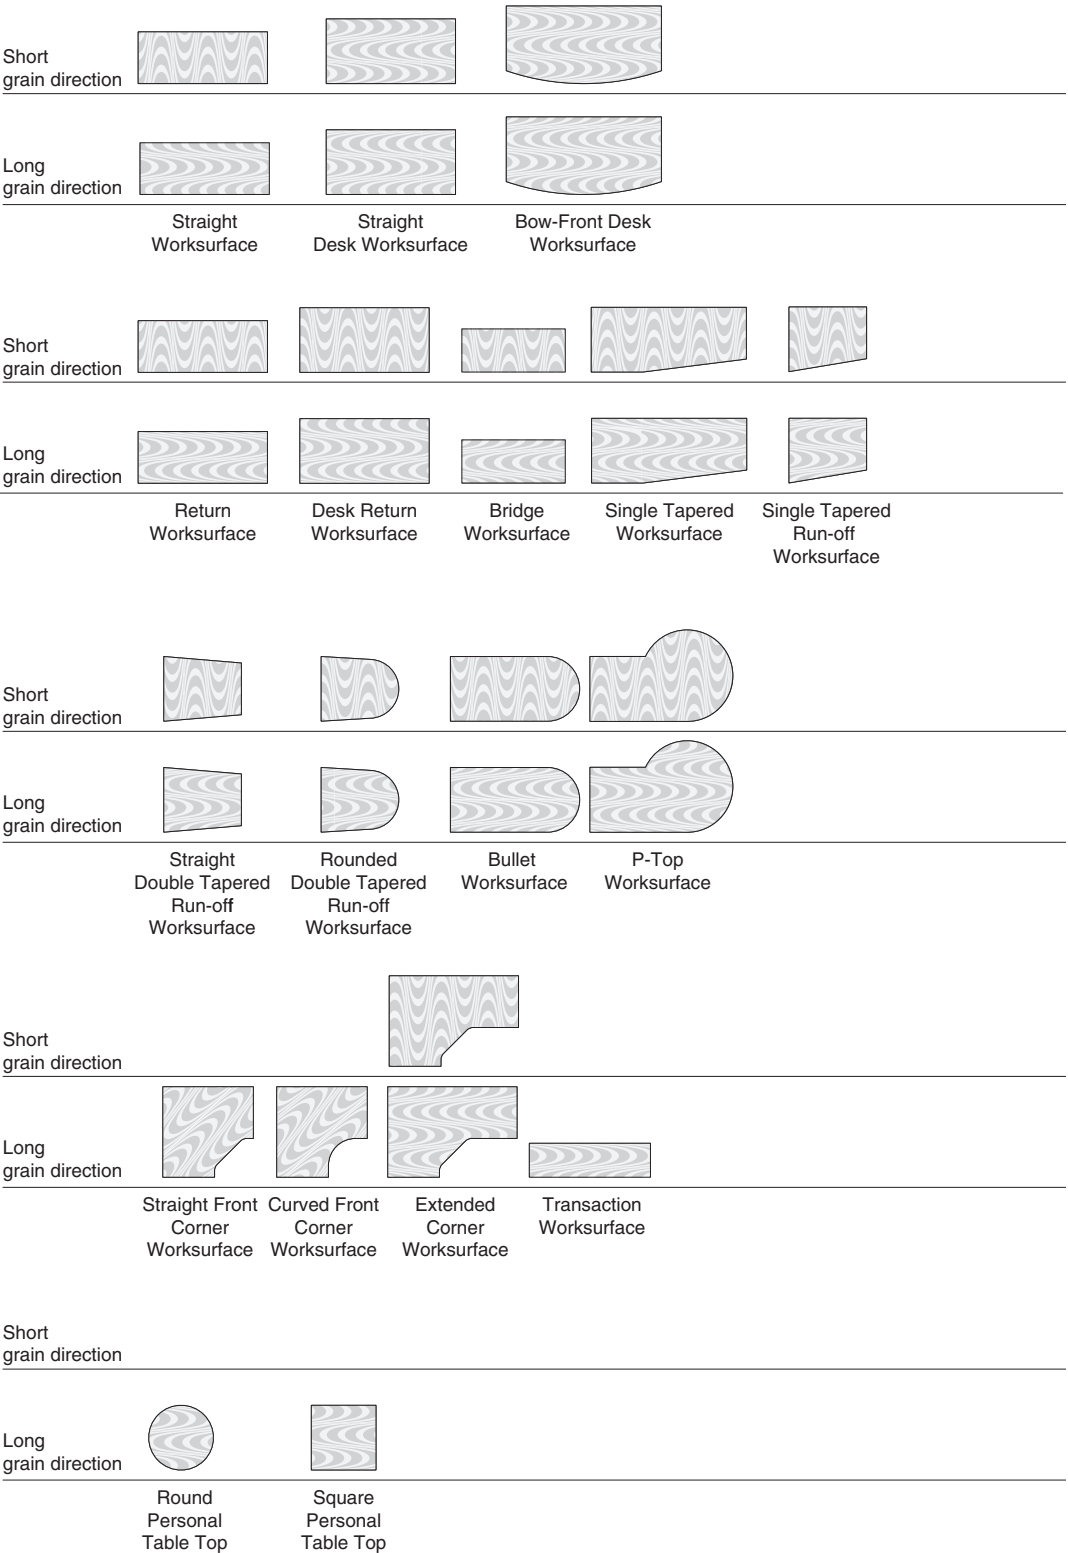 Short
grain direction
Long
grain direction
Straight
Worksurface
Straight
Desk Worksurface
Bow-Front Desk
Worksurface
Short
grain direction
Long
grain direction
Return
Worksurface
Desk Return
Worksurface
Bridge
Worksurface
Single Tapered
Worksurface
Single Tapered
Run-off
Worksurface
Short
grain direction
Long
grain direction
Straight
Double Tapered
Run-off
Worksurface
Rounded
Double Tapered
Run-off
Worksurface
Bullet
Worksurface
P-Top
Worksurface
Short
grain direction
Long
grain direction
Straight Front
Corner
Worksurface
Curved Front
Corner
Worksurface
Extended
Corner
Worksurface
Transaction
Worksurface
Short
grain direction
Long
grain direction
Round
Personal
Table Top
Square
Personal
Table Top